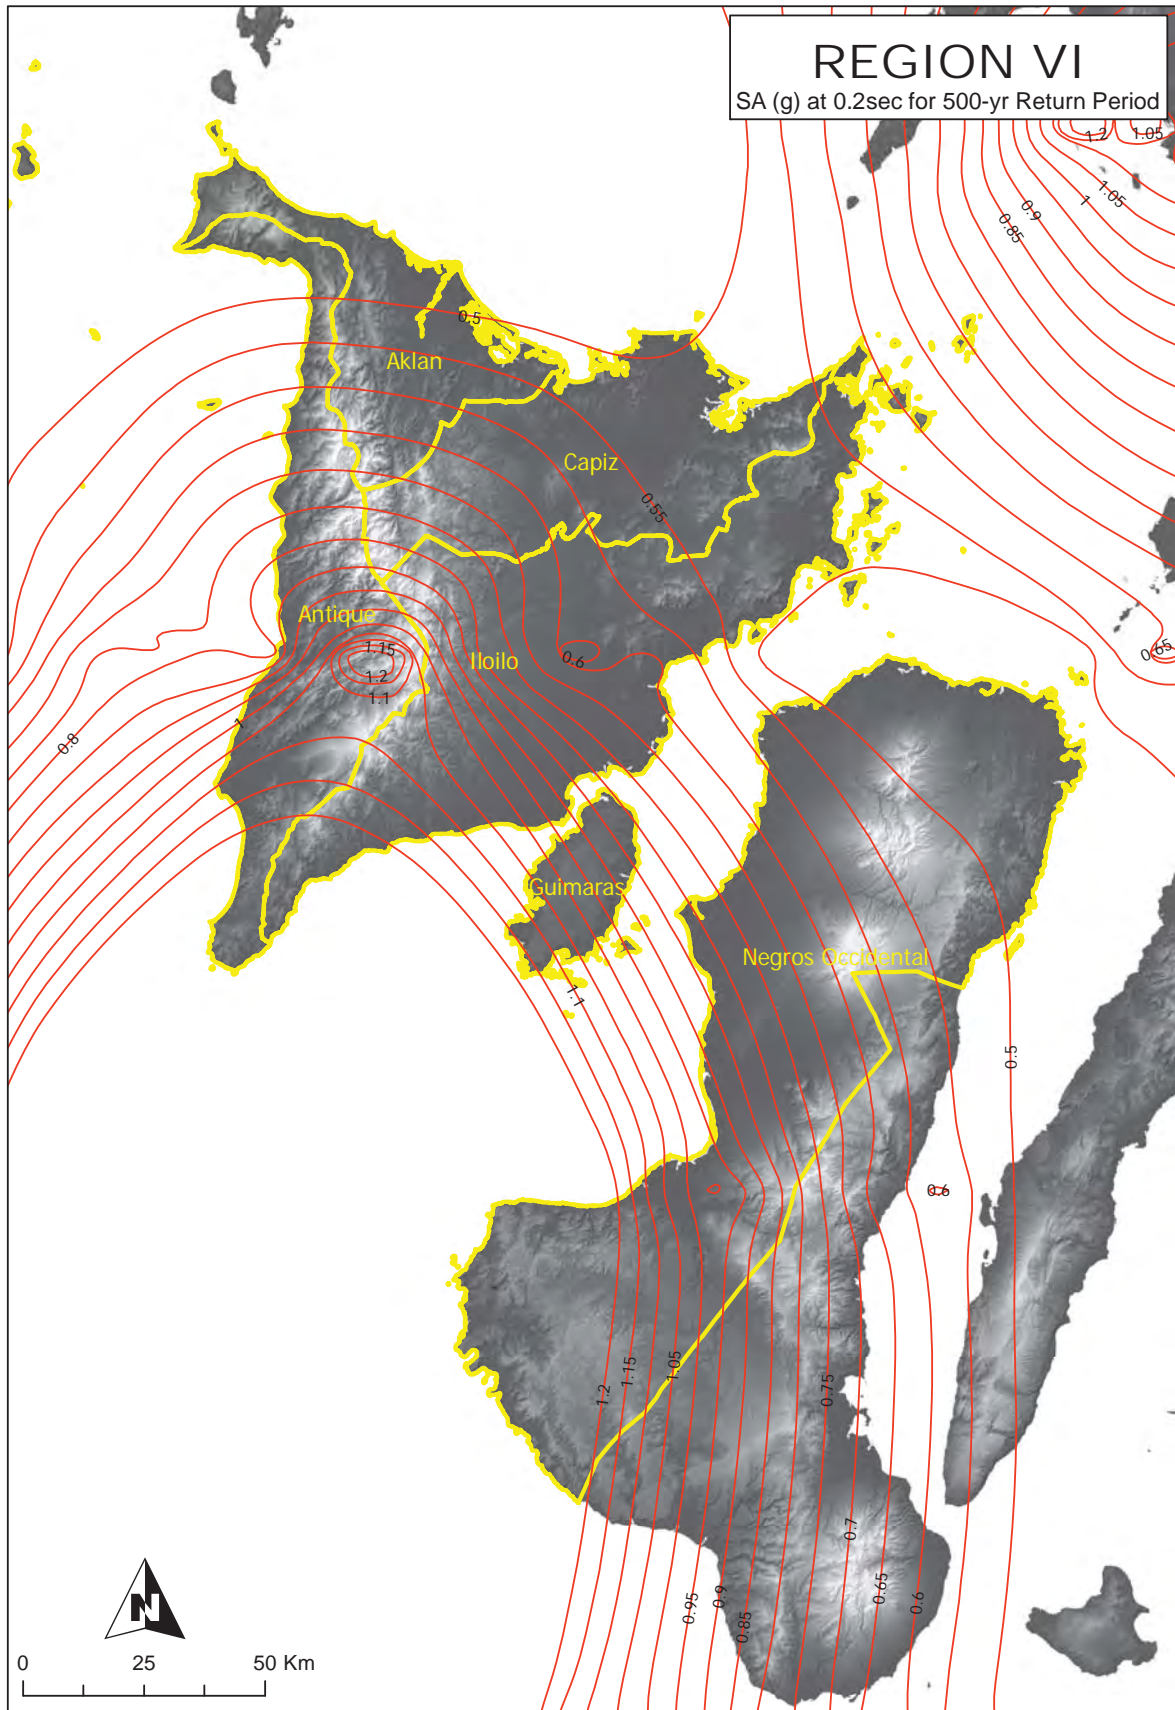 REGION VI
SA (g) at 0.2sec for 500-yr Return Period
1.2
1.05
1.05
1
0.9
0.85
0.5
Aklan
Capiz
0.55
Antique
1.15
Iloilo
0.6
0.65
1.2
1.1
1
0.8
Guimaras
Negros Occidental
1.1
0.5
0.6
1.05
1.15
1.2
0.75
0.7
0.65
0.6
0.9
0.95
0.85
N
0 25 50 Km